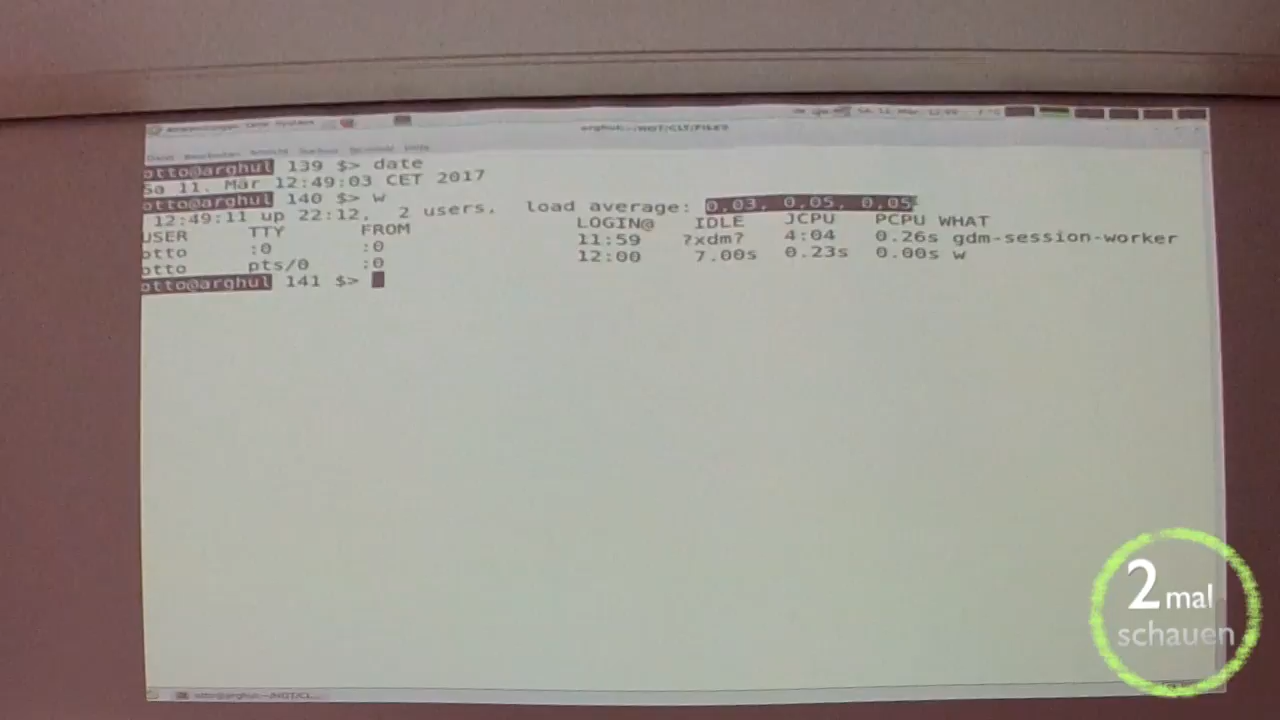 otto@arghul 139 $> date
Sa 11. Mär 12:49:03 CET 2017
otto@arghul 140 $> w
12:49:11 up 22:12, 2 users, load average: 0,03, 0,05, 0,05
USER TTY FROM LOGIN@ IDLE JCPU PCPU WHAT
otto :0 :0 11:59 ?xdm? 4:04 0.26s gdm-session-worker
otto pts/0 :0 12:00 7.00s 0.23s 0.00s w
otto@arghul 141 $>
2 mal
schauen